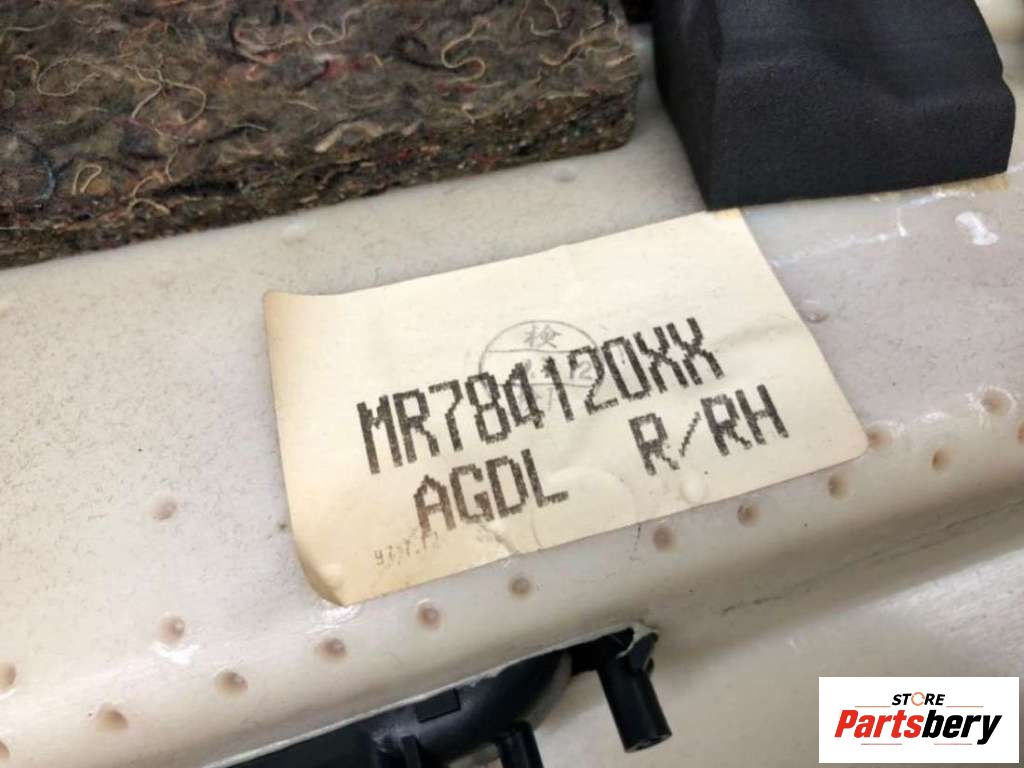 検
MR784120XX
AGDL R/RH
STORE
Partsbery